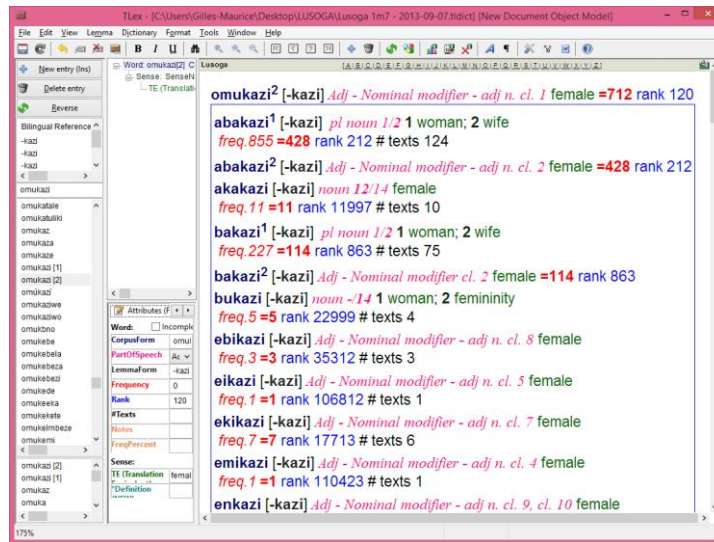 TLex - [C:\Users\Gilles-Maurice\Desktop\LUSOGA\Lusoga 1m7 - 2013-09-07.tldict] [New Document Object Model]
File Edit View Lemma Dictionary Format Tools Window Help
New entry (Ins)
Delete entry
Reverse
Bilingual Reference
-kazi
-kazi
-kazi
omukazi
omukatale
omukatuliki
omukaz
omukaza
omukaze
omukazi [1]
omukazi [2]
omukazí
omukaziwe
omukaziwo
omukbno
omukebe
omukebela
omukebeza
omukebezi
omukede
omukeeka
omukekete
omukeImbeze
omukemi
omukazi [2]
omukazi [1]
omukaz
omuka
175%
Word: omukazi[2] C
Sense: SenseN
TE (Translati
Attributes (F
Word: Incomple
CorpusForm omul
PartOfSpeech Ac
LemmaForm -kazi
Frequency 0
Rank 120
#Texts
Notes
FreqPercent
Sense:
TE (Translation femal
*Definition
Lusoga
|A|B|C|D|E|F|G|H|I|J|K|L|M|N|O|P|Q|R|S|T|U|V|W|X|Y|Z|
omukazi2 [-kazi] Adj - Nominal modifier - adj n. cl. 1 female =712 rank 120
abakazi1 [-kazi] pl noun 1/2 1 woman; 2 wife
freq.855 =428 rank 212 # texts 124
abakazi2 [-kazi] Adj - Nominal modifier - adj n. cl. 2 female =428 rank 212
akakazi [-kazi] noun 12/14 female
freq.11 =11 rank 11997 # texts 10
bakazi1 [-kazi] pl noun 1/2 1 woman; 2 wife
freq.227 =114 rank 863 # texts 75
bakazi2 [-kazi] Adj - Nominal modifier cl. 2 female =114 rank 863
bukazi [-kazi] noun -/14 1 woman; 2 femininity
freq.5 =5 rank 22999 # texts 4
ebikazi [-kazi] Adj - Nominal modifier - adj n. cl. 8 female
freq.3 =3 rank 35312 # texts 3
eikazi [-kazi] Adj - Nominal modifier - adj n. cl. 5 female
freq.1 =1 rank 106812 # texts 1
ekikazi [-kazi] Adj - Nominal modifier - adj n. cl. 7 female
freq.7 =7 rank 17713 # texts 6
emikazi [-kazi] Adj - Nominal modifier - adj n. cl. 4 female
freq.1 =1 rank 110423 # texts 1
enkazi [-kazi] Adj - Nominal modifier - adj n. cl. 9, cl. 10 female